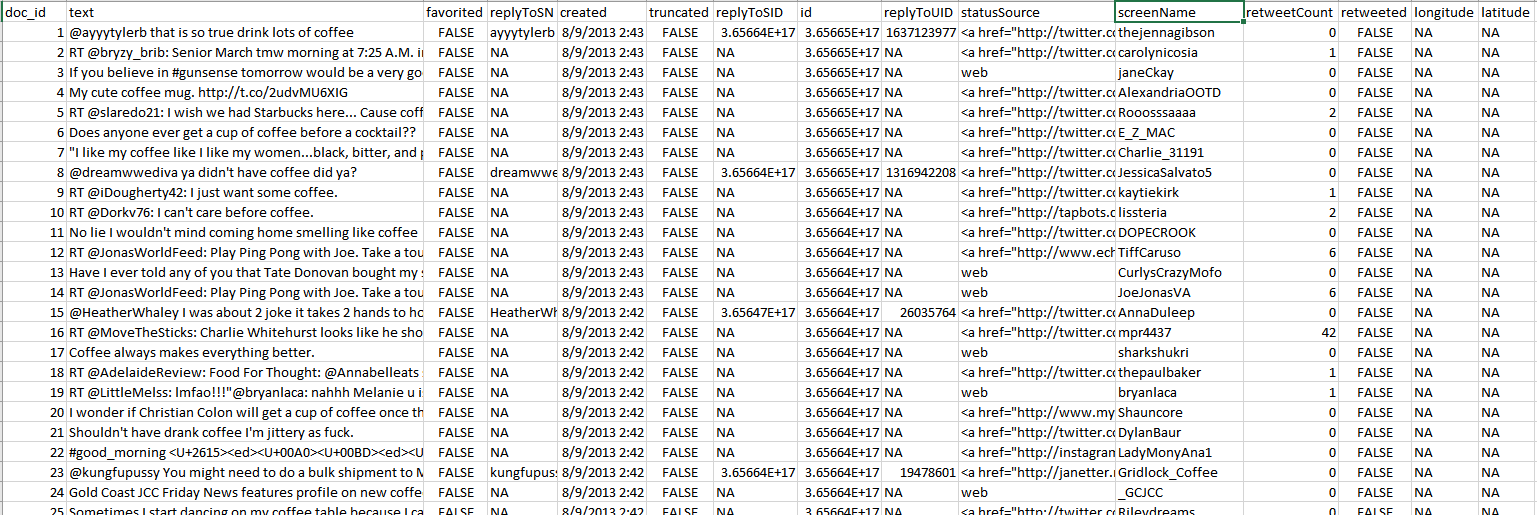 doc_id text favorited replyToSN created truncated replyToSID id replyToUID statusSource screenName retweetCount retweeted longitude latitude
1 @ayyytylerb that is so true drink lots of coffee FALSE ayyytylerb 8/9/2013 2:43 FALSE 3.65664E+17 3.65665E+17 1637123977 <a href="http://twitter.co thejennagibson 0 FALSE NA NA
2 RT @bryzy_brib: Senior March tmw morning at 7:25 A.M. i FALSE NA 8/9/2013 2:43 FALSE NA 3.65665E+17 NA <a href="http://twitter.co carolynicosia 1 FALSE NA NA
3 If you believe in #gunsense tomorrow would be a very go FALSE NA 8/9/2013 2:43 FALSE NA 3.65665E+17 NA web janeCkay 0 FALSE NA NA
4 My cute coffee mug. http://t.co/2udvMU6XIG FALSE NA 8/9/2013 2:43 FALSE NA 3.65665E+17 NA <a href="http://twitter.co AlexandriaOOTD 0 FALSE NA NA
5 RT @slaredo21: I wish we had Starbucks here... Cause coff FALSE NA 8/9/2013 2:43 FALSE NA 3.65665E+17 NA <a href="http://twitter.co Rooosssaaaa 2 FALSE NA NA
6 Does anyone ever get a cup of coffee before a cocktail?? FALSE NA 8/9/2013 2:43 FALSE NA 3.65665E+17 NA <a href="http://twitter.co E_Z_MAC 0 FALSE NA NA
7 "I like my coffee like I like my women...black, bitter, and p FALSE NA 8/9/2013 2:43 FALSE NA 3.65665E+17 NA <a href="http://twitter.co Charlie_31191 0 FALSE NA NA
8 @dreamwwediva ya didn't have coffee did ya? FALSE dreamwwe 8/9/2013 2:43 FALSE 3.65664E+17 3.65665E+17 1316942208 <a href="http://twitter.co JessicaSalvato5 0 FALSE NA NA
9 RT @iDougherty42: I just want some coffee. FALSE NA 8/9/2013 2:43 FALSE NA 3.65664E+17 NA <a href="http://twitter.co kaytiekirk 1 FALSE NA NA
10 RT @Dorkv76: I can't care before coffee. FALSE NA 8/9/2013 2:43 FALSE NA 3.65664E+17 NA <a href="http://tapbots.c lissteria 2 FALSE NA NA
11 No lie I wouldn't mind coming home smelling like coffee FALSE NA 8/9/2013 2:43 FALSE NA 3.65664E+17 NA <a href="http://twitter.co DOPECROOK 0 FALSE NA NA
12 RT @JonasWorldFeed: Play Ping Pong with Joe. Take a tou FALSE NA 8/9/2013 2:43 FALSE NA 3.65664E+17 NA <a href="http://www.ech TiffCaruso 6 FALSE NA NA
13 Have I ever told any of you that Tate Donovan bought my s FALSE NA 8/9/2013 2:43 FALSE NA 3.65664E+17 NA web CurlysCrazyMofo 0 FALSE NA NA
14 RT @JonasWorldFeed: Play Ping Pong with Joe. Take a tou FALSE NA 8/9/2013 2:43 FALSE NA 3.65664E+17 NA web JoeJonasVA 6 FALSE NA NA
15 @HeatherWhaley I was about 2 joke it takes 2 hands to ho FALSE HeatherWh 8/9/2013 2:42 FALSE 3.65647E+17 3.65664E+17 26035764 <a href="http://twitter.co AnnaDuleep 0 FALSE NA NA
16 RT @MoveTheSticks: Charlie Whitehurst looks like he sho FALSE NA 8/9/2013 2:42 FALSE NA 3.65664E+17 NA <a href="http://twitter.co mpr4437 42 FALSE NA NA
17 Coffee always makes everything better. FALSE NA 8/9/2013 2:42 FALSE NA 3.65664E+17 NA web sharkshukri 0 FALSE NA NA
18 RT @AdelaideReview: Food For Thought: @Annabelleats FALSE NA 8/9/2013 2:42 FALSE NA 3.65664E+17 NA <a href="http://twitter.co thepaulbaker 1 FALSE NA NA
19 RT @LittleMelss: lmfao!!!"@bryanlaca: nahhh Melanie u i FALSE NA 8/9/2013 2:42 FALSE NA 3.65664E+17 NA web bryanlaca 1 FALSE NA NA
20 I wonder if Christian Colon will get a cup of coffee once th FALSE NA 8/9/2013 2:42 FALSE NA 3.65664E+17 NA <a href="http://www.my Shauncore 0 FALSE NA NA
21 Shouldn't have drank coffee I'm jittery as fuck. FALSE NA 8/9/2013 2:42 FALSE NA 3.65664E+17 NA <a href="http://twitter.co DylanBaur 0 FALSE NA NA
22 #good_morning <U+2615><ed><U+00A0><U+00BD><ed><U FALSE NA 8/9/2013 2:42 FALSE NA 3.65664E+17 NA <a href="http://instagran LadyMonyAna1 0 FALSE NA NA
23 @kungfupussy You might need to do a bulk shipment to M FALSE kungfupus 8/9/2013 2:42 FALSE 3.65664E+17 3.65664E+17 19478601 <a href="http://janetter. Gridlock_Coffee 0 FALSE NA NA
24 Gold Coast JCC Friday News features profile on new coffe FALSE NA 8/9/2013 2:42 FALSE NA 3.65664E+17 NA web _GCJCC 0 FALSE NA NA
25 Sometimes I start dancing on my coffee table because I ca FALSE NA 8/9/2013 2:42 FALSE NA 3.65664E+17 NA <a href="http://twitter.co Rileydreams 0 FALSE NA NA